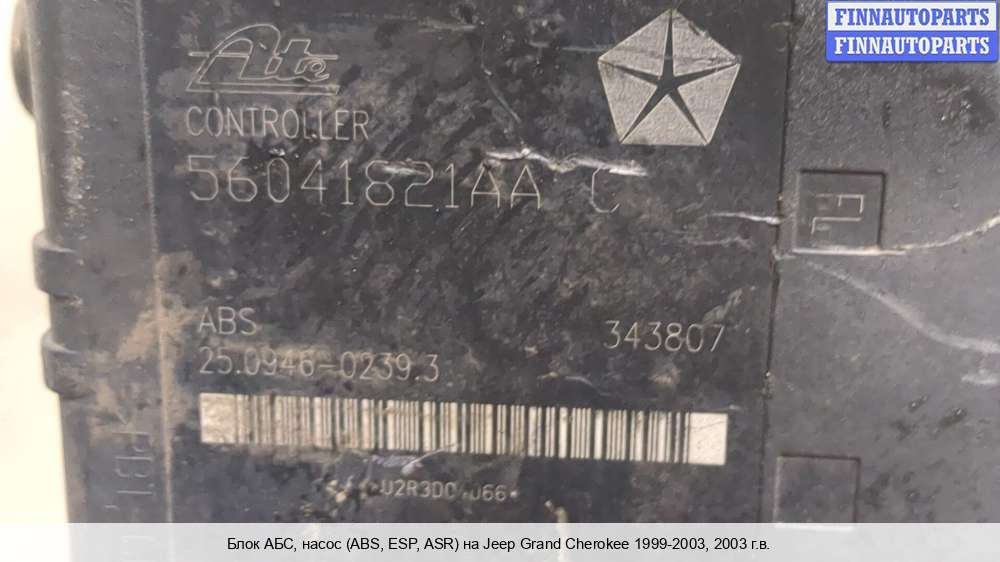 FINNAUTOPARTS
FINNAUTOPARTS
Ate
CONTROLLER
56041821AA C
FL
ABS
343807
25.0946-0239.3
Блок АБС, насос (ABS, ESP, ASR) на Jeep Grand Cherokee 1999-2003, 2003 г.в.